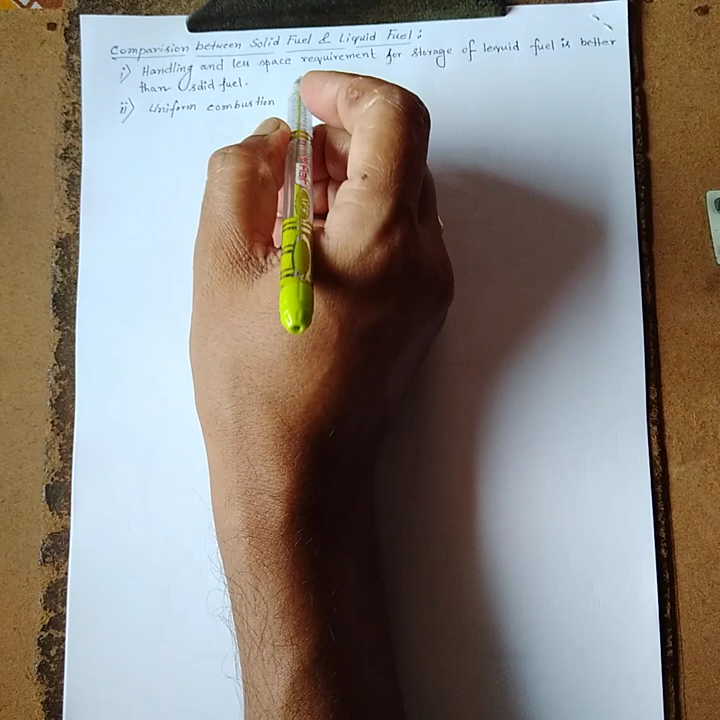 Comparision between Solid Fuel & Liquid Fuel :
i) Handling and less space requirement for storage of lequid fuel is better
than solid fuel.
ii) Uniform combustion